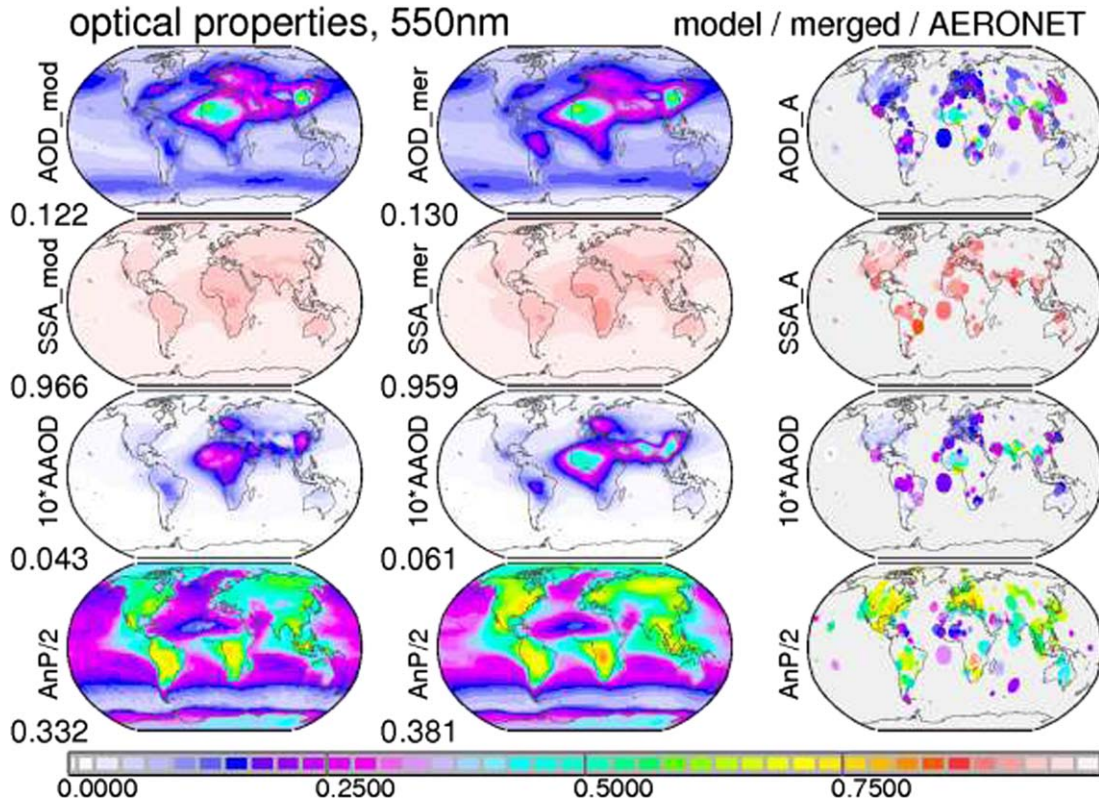 optical properties, 550nm
model / merged / AERONET
AOD_mod
AOD_mer
AOD_A
0.122
0.130
SSA_mod
SSA_mer
SSA_A
0.966
0.959
10*AAOD
10*AAOD
10*AAOD
0.043
0.061
AnP/2
AnP/2
AnP/2
0.332
0.381
0.0000 0.2500 0.5000 0.7500